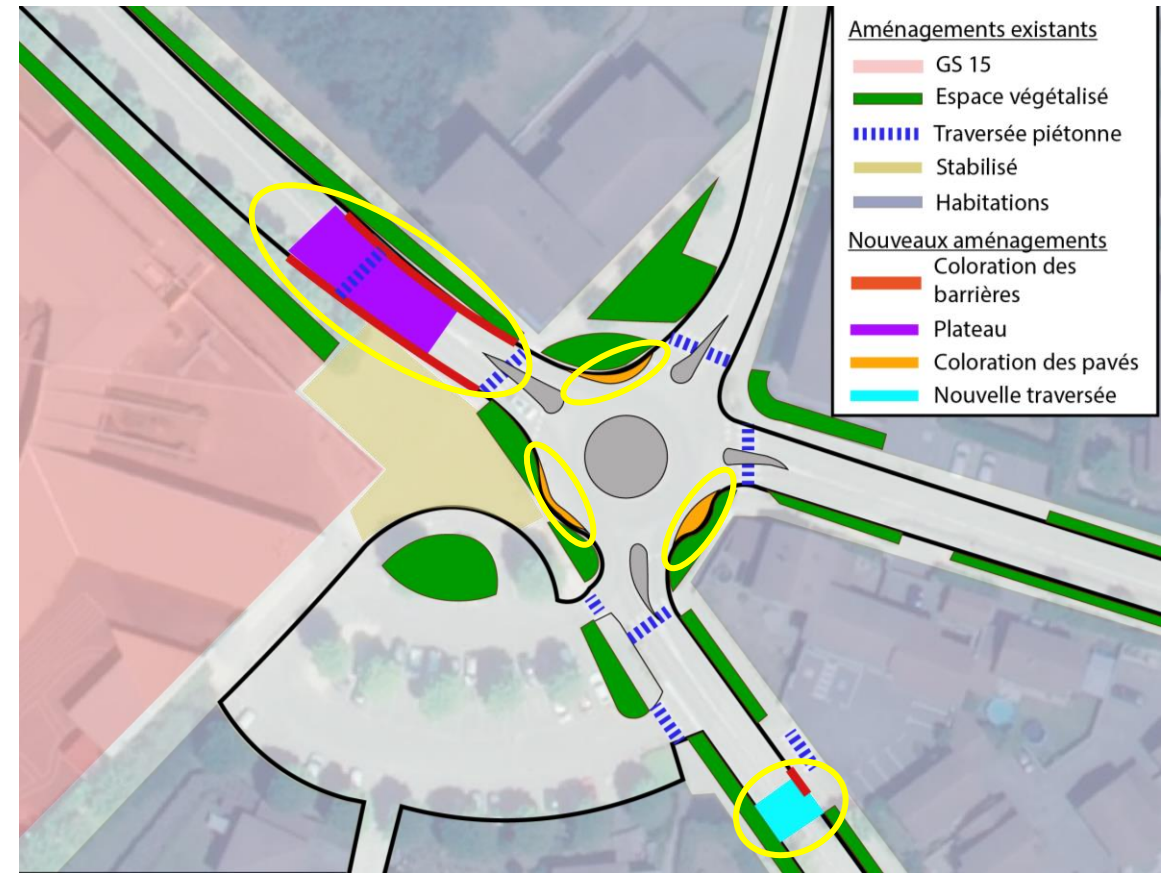 Aménagements existants
GS 15
Espace végétalisé
Traversée piétonne
Stabilisé
Habitations
Nouveaux aménagements
Coloration des
barrières
Plateau
Coloration des pavés
Nouvelle traversée